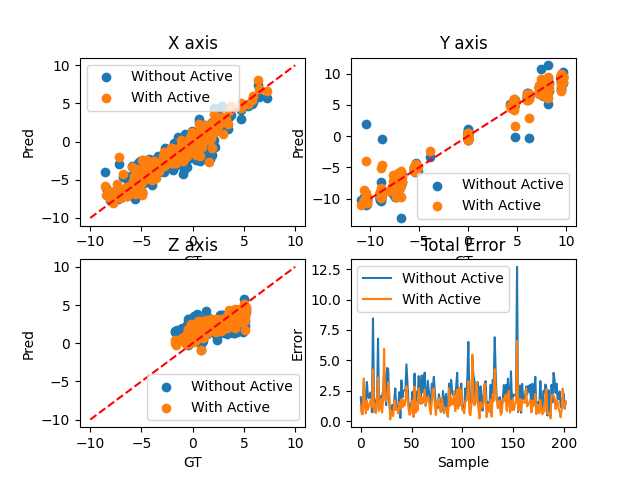 X axis
10
5
0
−5
−10
Pred
Without Active
With Active
−10 −5 0 5 10
GT
Y axis
10
5
0
−5
−10
Pred
Without Active
With Active
−10 −5 0 5 10
GT
Z axis
10
5
0
−5
−10
Pred
Without Active
With Active
−10 −5 0 5 10
GT
Total Error
12.5
10.0
7.5
5.0
2.5
0.0
Error
Without Active
With Active
0 50 100 150 200
Sample